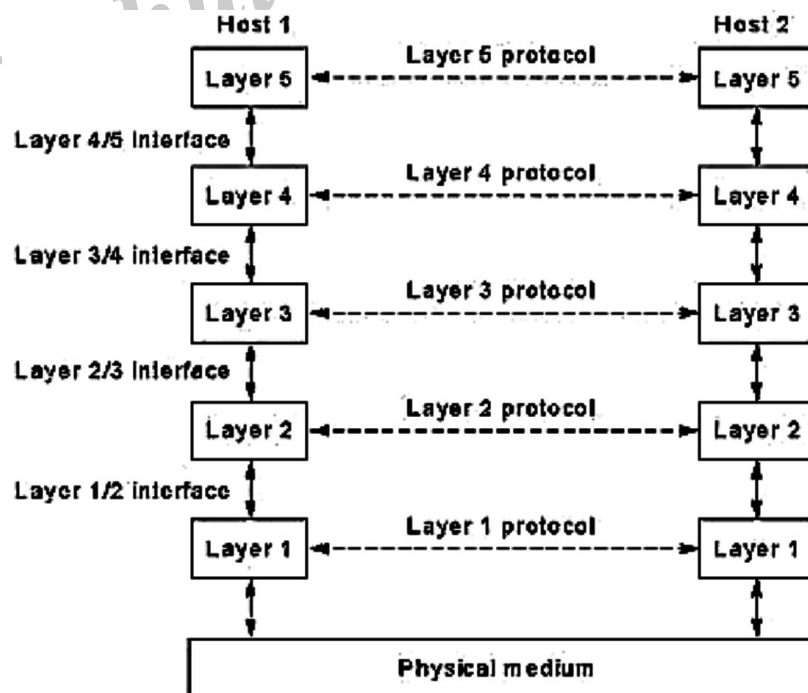 Host 1 Host 2
Layer 5 protocol
Layer 5 Layer 5
Layer 4/5 interface
Layer 4 protocol
Layer 4 Layer 4
Layer 3/4 interface
Layer 3 protocol
Layer 3 Layer 3
Layer 2/3 interface
Layer 2 protocol
Layer 2 Layer 2
Layer 1/2 interface
Layer 1 protocol
Layer 1 Layer 1
Physical medium